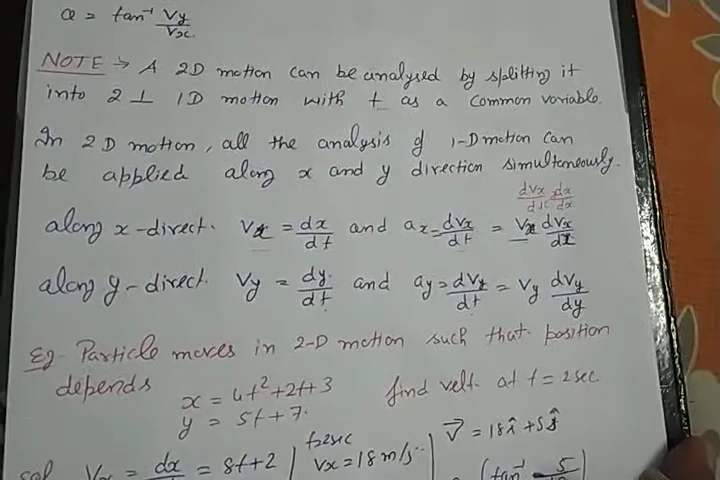 Q = tan⁻¹ Vy/Vx
NOTE → A 2D motion can be analysed by splitting it
into 2 ⊥ 1D motion with t as a common variable.
In 2D motion, all the analysis of 1-D motion can
be applied along x and y direction simultaneously.
dVx/dt dx/dx
along x-direct. Vx = dx/dt and ax = dVx/dt = Vx dVx/dx
along y-direct. Vy = dy/dt and ay = dVy/dt = Vy dVy/dy
Eg- Particle moves in 2-D motion such that position
depends x = 4t²+2t+3 find velt. at t = 2sec.
y = 5t+7.
sol Vx = dx = 8t+2 | t=2sec Vx = 18 m/s | V⃗ = 18î + 5ĵ
(tan⁻¹ 5